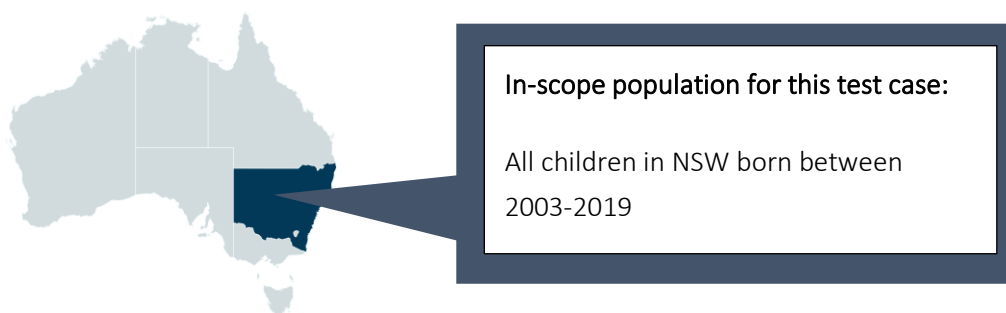 In-scope population for this test case:
All children in NSW born between
2003-2019